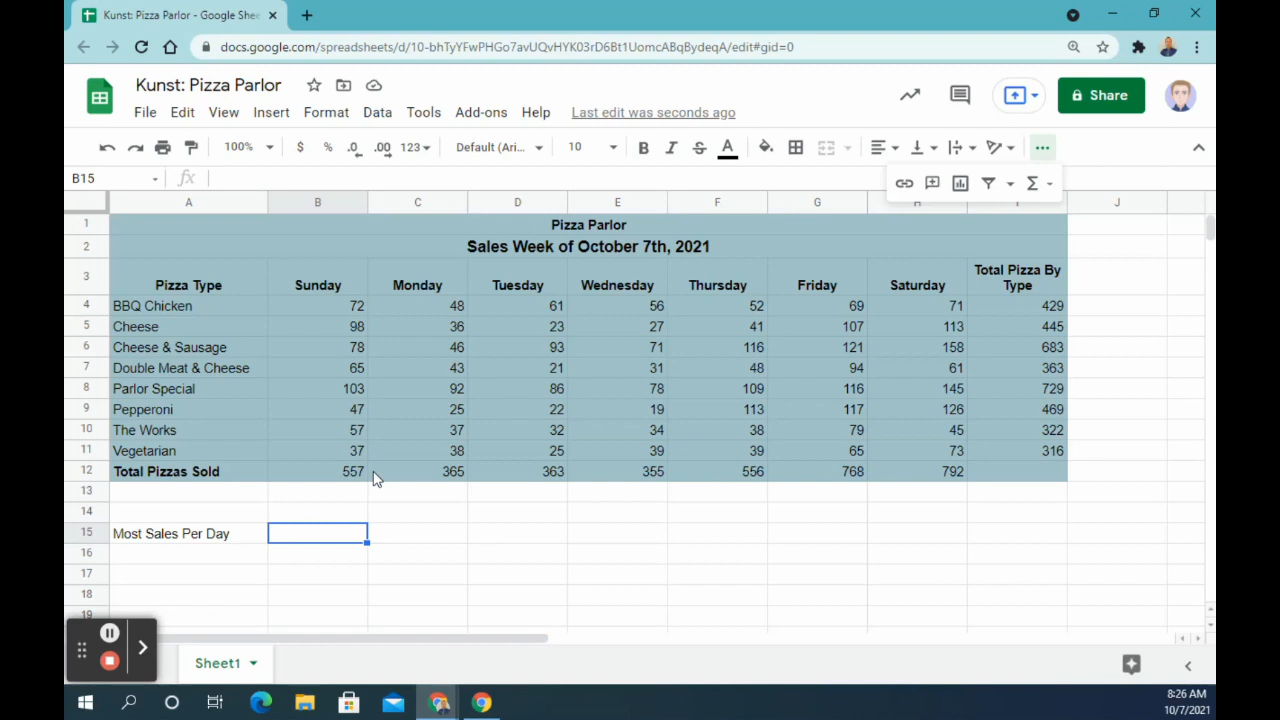 Kunst: Pizza Parlor - Google She
docs.google.com/spreadsheets/d/10-bhTyYFwPHGo7avUQvHYK03rD6Bt1UomcABqBydeqA/edit#gid=0
Kunst: Pizza Parlor
File Edit View Insert Format Data Tools Add-ons Help Last edit was seconds ago
Share
100% $ % .0 .00 123 Default (Ari... 10 B I S A
B15 fx
A B C D E F G H I J
1 Pizza Parlor
2 Sales Week of October 7th, 2021
3 Pizza Type Sunday Monday Tuesday Wednesday Thursday Friday Saturday Total Pizza By Type
4 BBQ Chicken 72 48 61 56 52 69 71 429
5 Cheese 98 36 23 27 41 107 113 445
6 Cheese & Sausage 78 46 93 71 116 121 158 683
7 Double Meat & Cheese 65 43 21 31 48 94 61 363
8 Parlor Special 103 92 86 78 109 116 145 729
9 Pepperoni 47 25 22 19 113 117 126 469
10 The Works 57 37 32 34 38 79 45 322
11 Vegetarian 37 38 25 39 39 65 73 316
12 Total Pizzas Sold 557 365 363 355 556 768 792
13
14
15 Most Sales Per Day
16
17
18
19
Sheet1
8:26 AM
10/7/2021